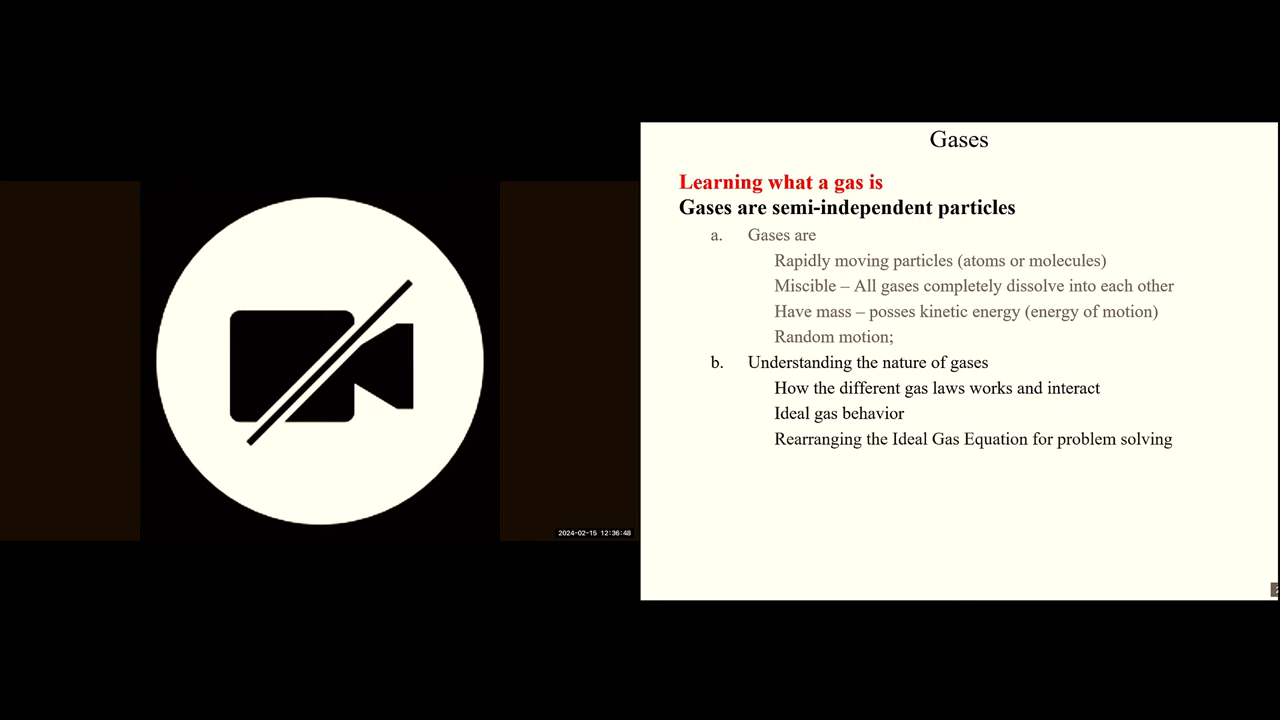 Gases
Learning what a gas is
Gases are semi-independent particles
a. Gases are
Rapidly moving particles (atoms or molecules)
Miscible – All gases completely dissolve into each other
Have mass – posses kinetic energy (energy of motion)
Random motion;
b. Understanding the nature of gases
How the different gas laws works and interact
Ideal gas behavior
Rearranging the Ideal Gas Equation for problem solving
2024-02-15 12:36:48